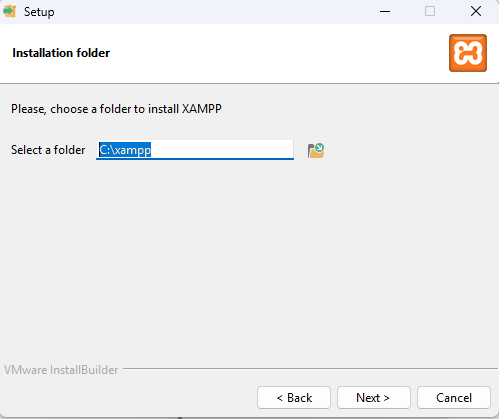 Setup
Installation folder
Please, choose a folder to install XAMPP
Select a folder C:\xampp
VMware InstallBuilder
< Back Next > Cancel